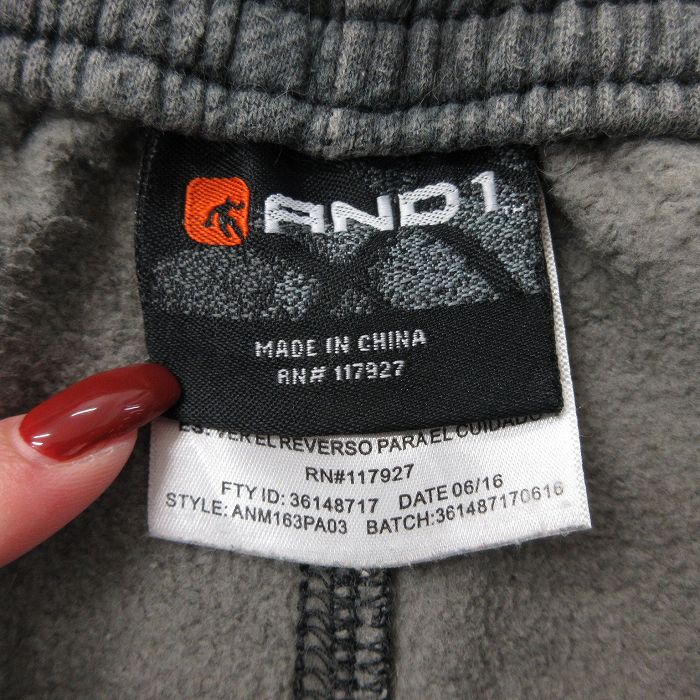 AND1
MADE IN CHINA
RN# 117927
VER EL REVERSO PARA EL CUIDADO
RN#117927
FTY ID: 36148717 DATE 06/16
STYLE: ANM163PA03 BATCH:361487170616